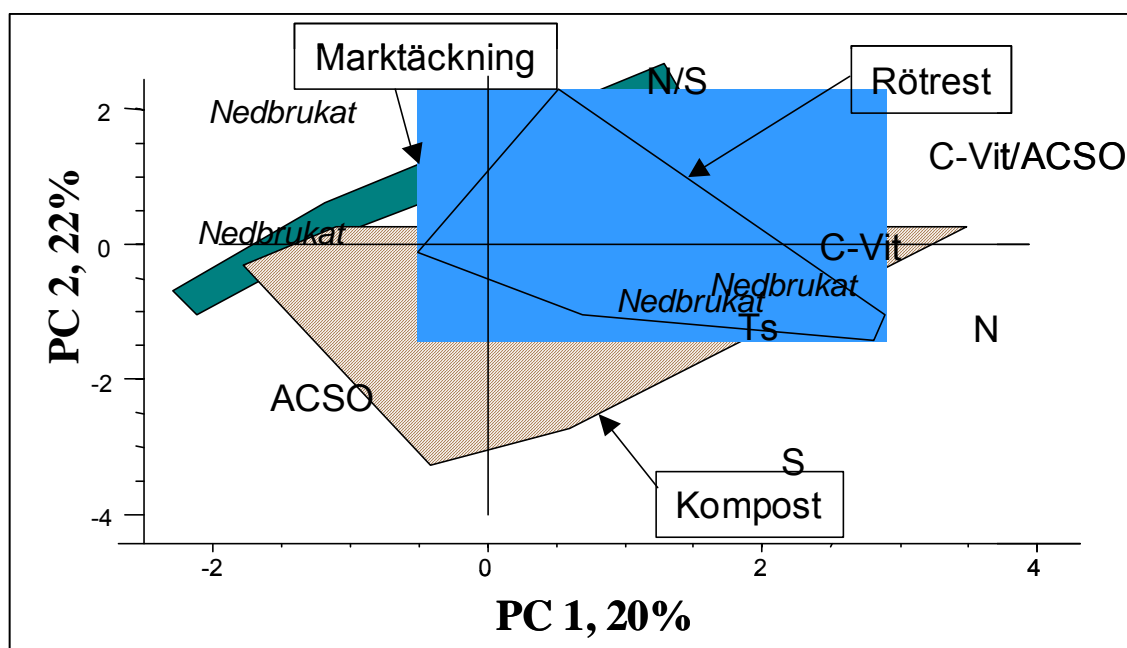 Marktäckning
N/S
Rötrest
Nedbrukat
C-Vit/ACSO
Nedbrukat
C-Vit
Nedbrukat
Nedbrukat
Ts
N
ACSO
S
Kompost
PC 2, 22%
2
0
-2
-4
-2
0
2
4
PC 1, 20%